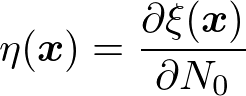 η(𝒙) = ∂ξ(𝒙) / ∂N₀